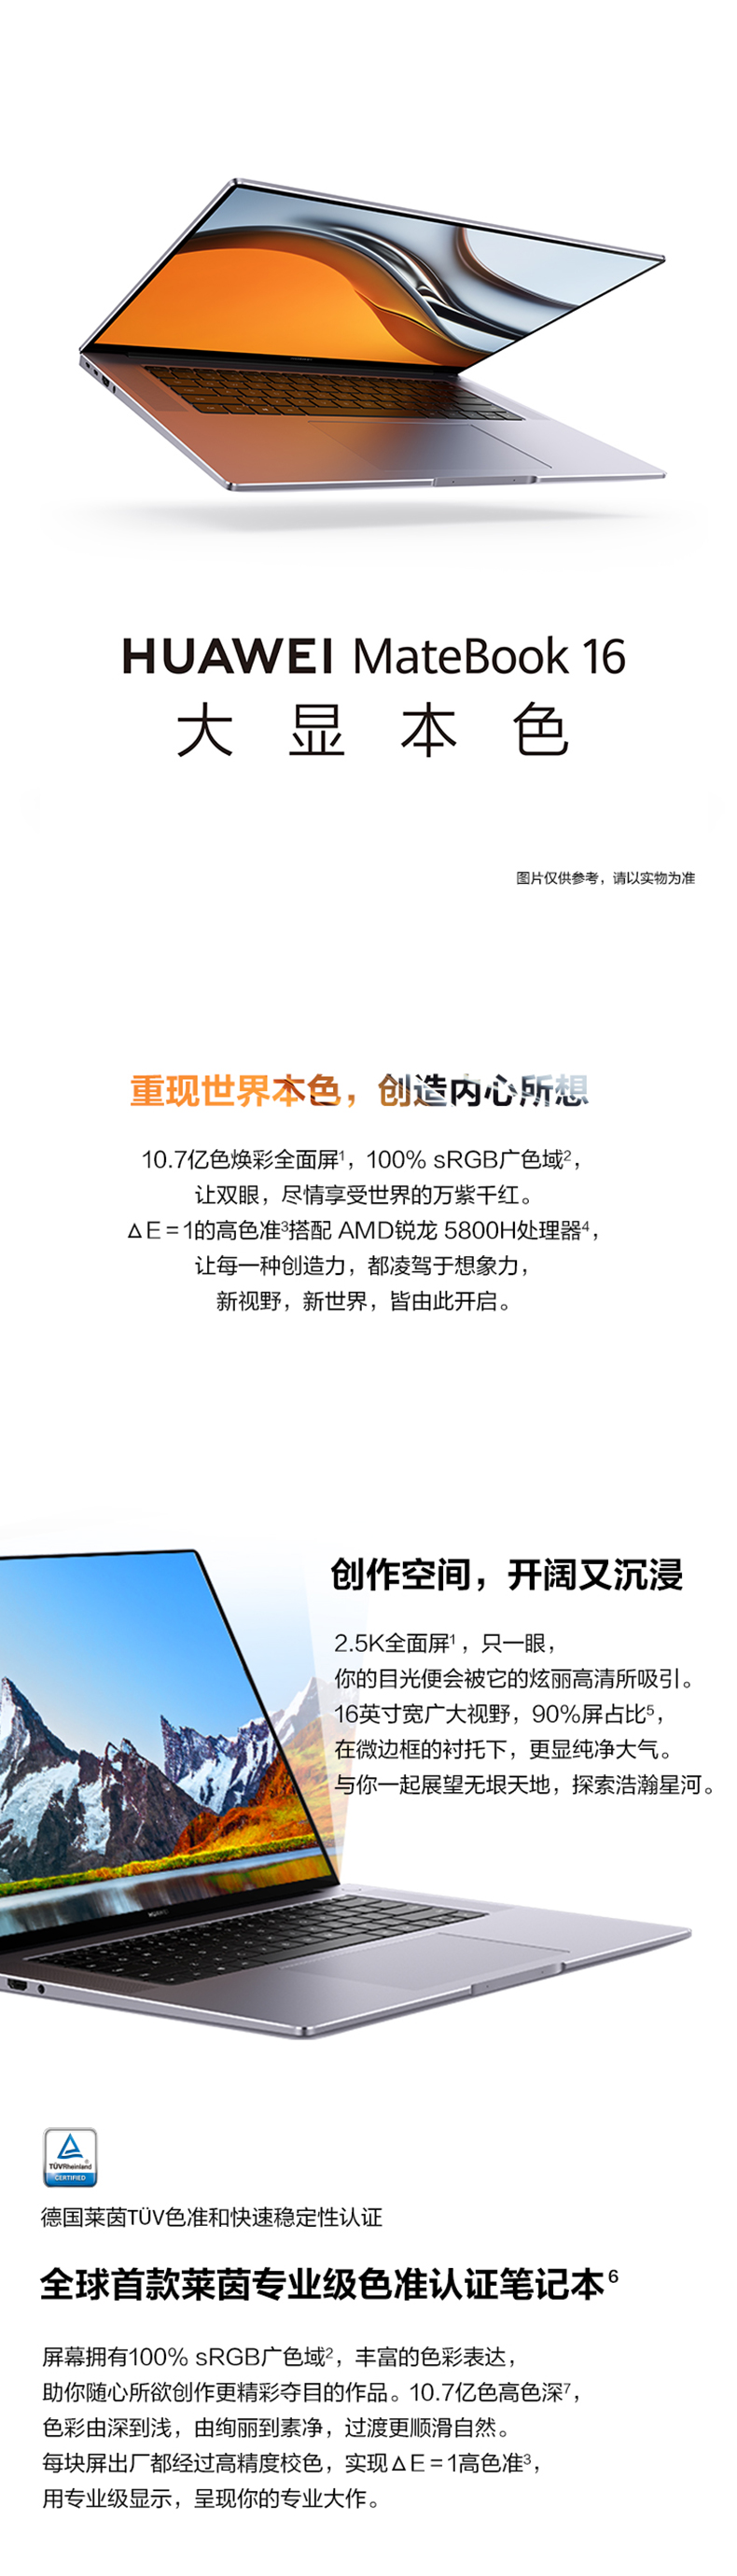 HUAWEI MateBook 16
大显本色
图片仅供参考，请以实物为准
重现世界本色，创造内心所想
10.7亿色焕彩全面屏¹，100% sRGB广色域²，
让双眼，尽情享受世界的万紫千红。
△E=1的高色准³搭配 AMD锐龙 5800H处理器⁴，
让每一种创造力，都凌驾于想象力，
新视野，新世界，皆由此开启。
创作空间，开阔又沉浸
2.5K全面屏¹，只一眼，
你的目光便会被它的炫丽高清所吸引。
16英寸宽广大视野，90%屏占比⁵，
在微边框的衬托下，更显纯净大气。
与你一起展望无垠天地，探索浩瀚星河。
HUAWEI
TÜVRheinland®
CERTIFIED
德国莱茵TÜV色准和快速稳定性认证
全球首款莱茵专业级色准认证笔记本⁶
屏幕拥有100% sRGB广色域²，丰富的色彩表达，
助你随心所欲创作更精彩夺目的作品。10.7亿色高色深⁷，
色彩由深到浅，由绚丽到素净，过渡更顺滑自然。
每块屏出厂都经过高精度校色，实现△E=1高色准³，
用专业级显示，呈现你的专业大作。